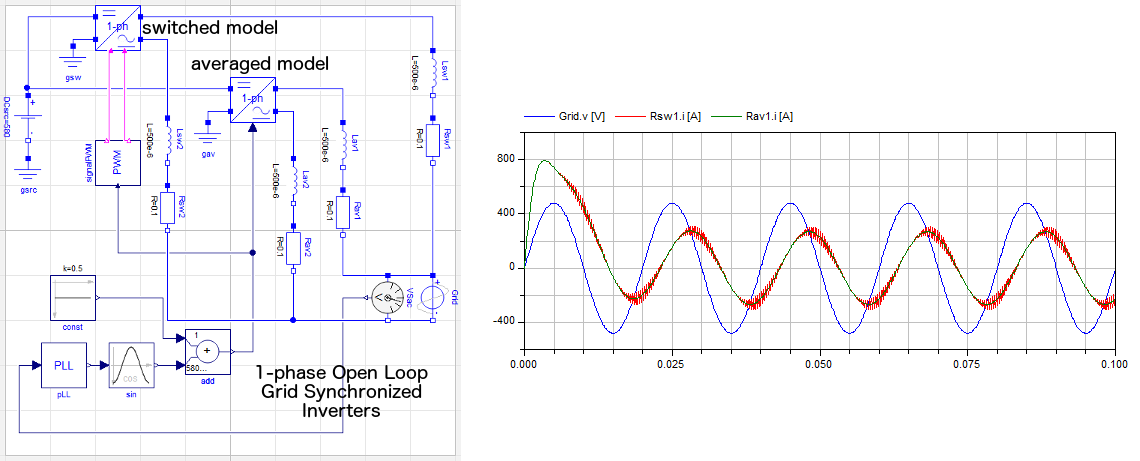 1-ph
switched model
gsw
averaged model
1-ph
gav
DCsrc=580
gsrc
signalPWM
PWM
L=500e-6
Lsw2
R=0.1
Rsw2
L=500e-6
Lav2
R=0.1
Rav2
L=500e-6
Lav1
R=0.1
Rav1
L=500e-6
Lsw1
R=0.1
Rsw1
VSac
Grid
k=0.5
const
PLL
pLL
cos
sin
1
+
580...
add
1-phase Open Loop
Grid Synchronized
Inverters
Grid.v [V] Rsw1.i [A] Rav1.i [A]
800
400
0
-400
0.000 0.025 0.050 0.075 0.100